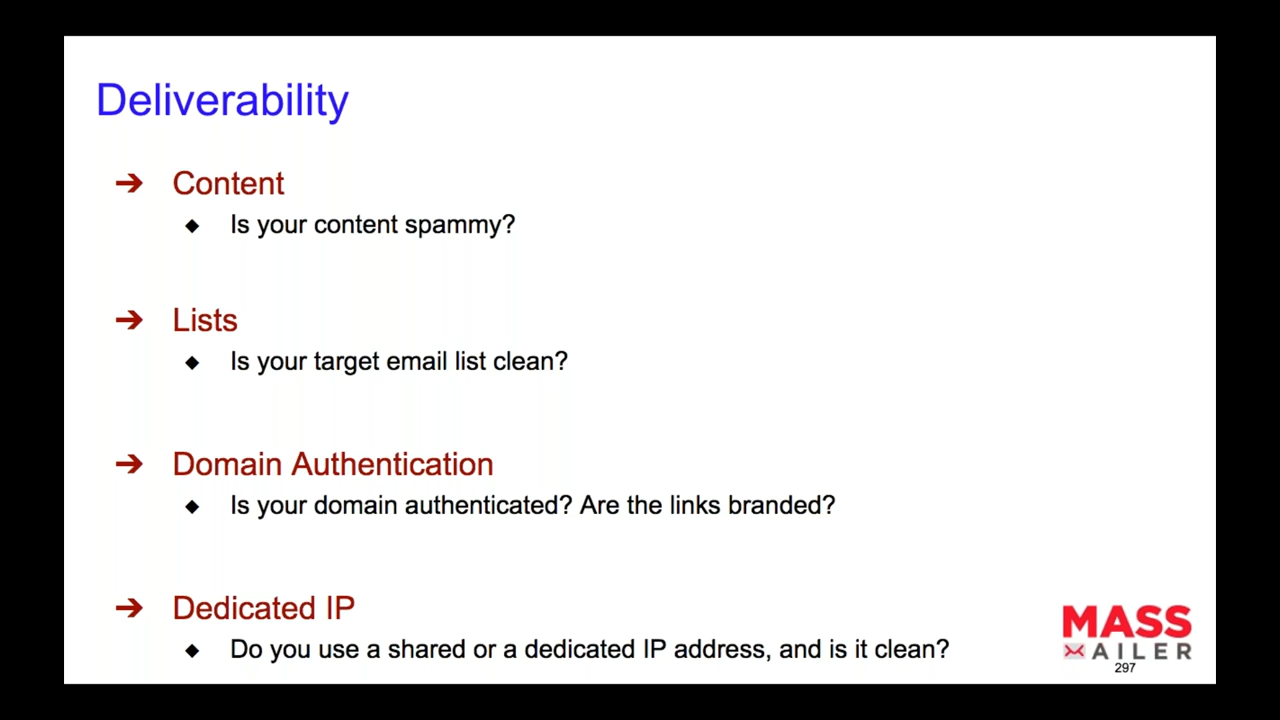 Deliverability
➔ Content
◆ Is your content spammy?
➔ Lists
◆ Is your target email list clean?
➔ Domain Authentication
◆ Is your domain authenticated? Are the links branded?
➔ Dedicated IP
◆ Do you use a shared or a dedicated IP address, and is it clean?
MASS
AILER
297